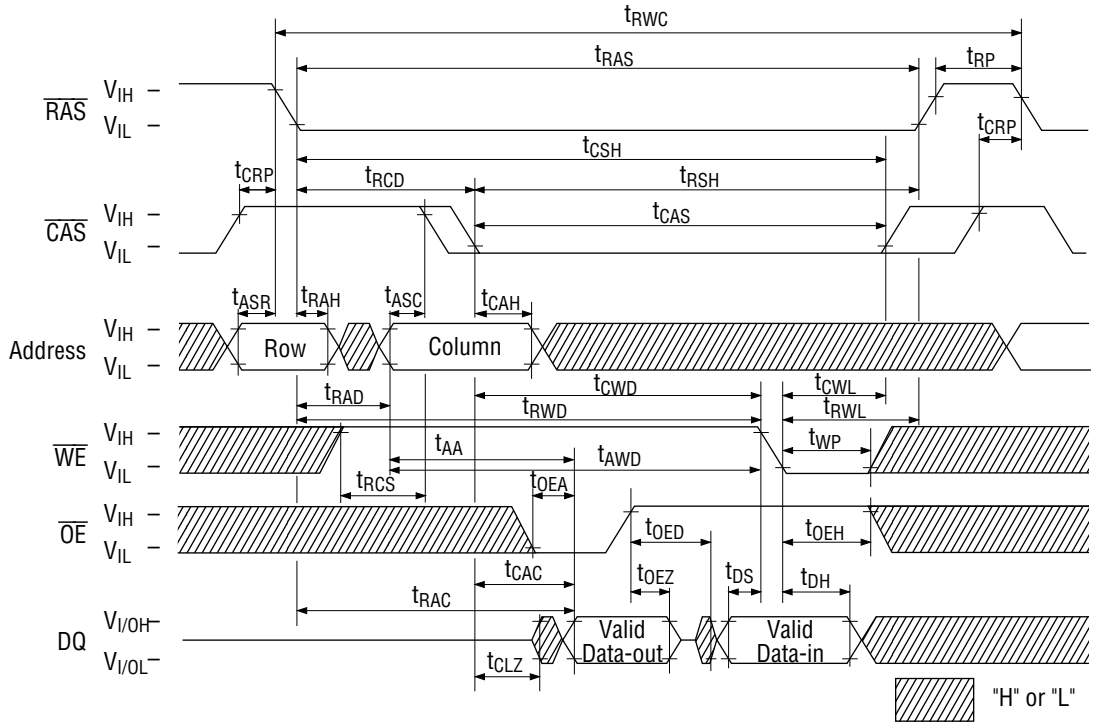 tRWC
tRAS
tRP
RAS
VIH
VIL
tCRP
tCSH
tCRP
tRCD
tRSH
CAS
VIH
VIL
tCAS
tASR
tRAH
tASC
tCAH
Address
VIH
VIL
Row
Column
tCWD
tCWL
tRAD
tRWD
tRWL
WE
VIH
VIL
tAA
tAWD
tWP
tRCS
tOEA
OE
VIH
VIL
tOED
tOEH
tCAC
tOEZ
tDS
tDH
tRAC
DQ
VI/OH
VI/OL
Valid
Data-out
Valid
Data-in
tCLZ
"H" or "L"